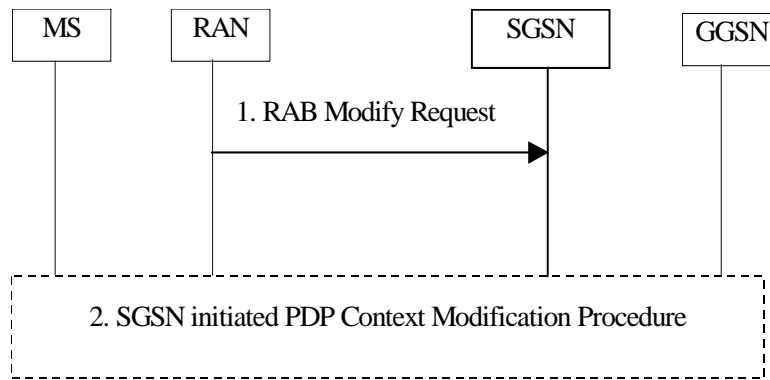 MS RAN SGSN GGSN
1. RAB Modify Request
2. SGSN initiated PDP Context Modification Procedure